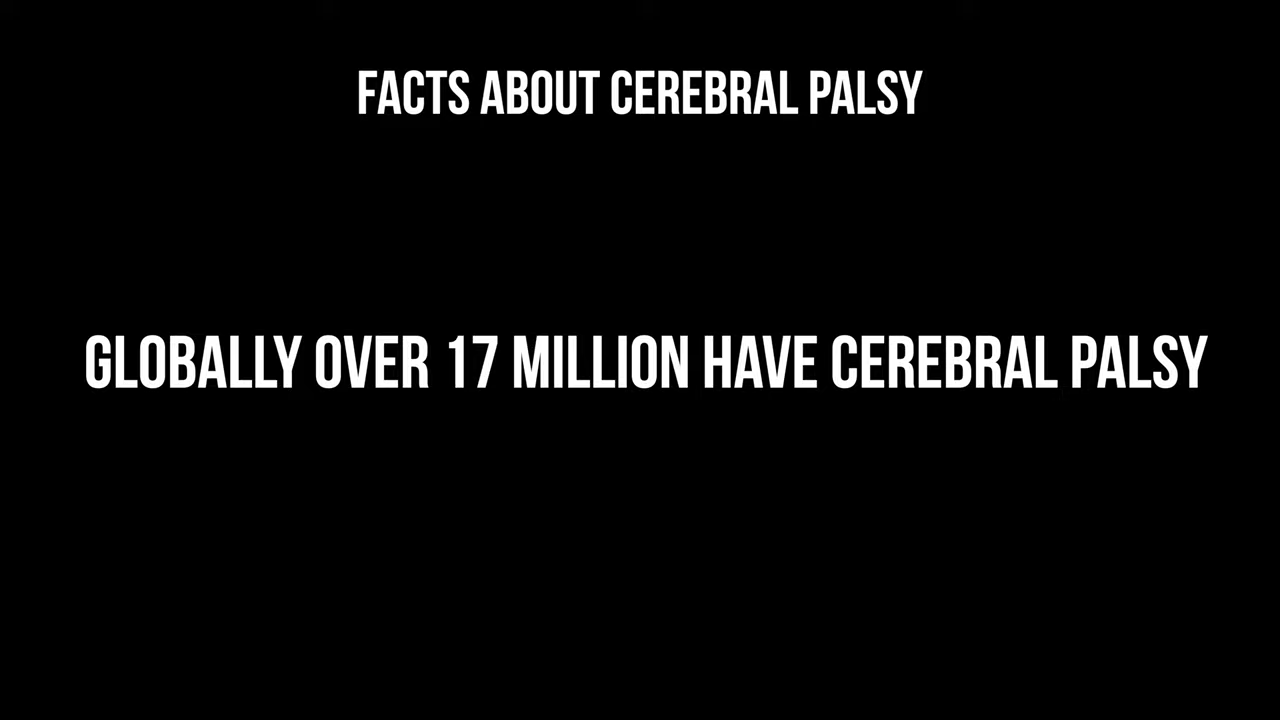 FACTS ABOUT CEREBRAL PALSY
GLOBALLY OVER 17 MILLION HAVE CEREBRAL PALSY